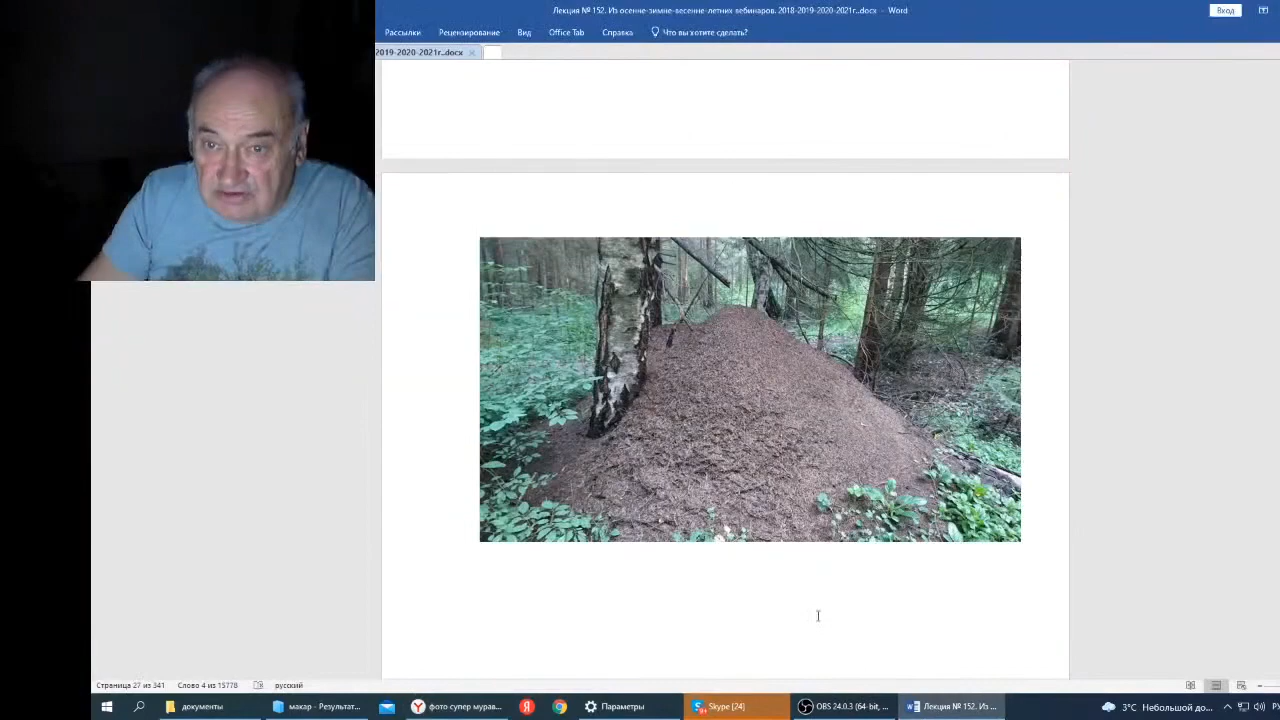 Лекция № 152. Из осенне-зимне-весенне-летних вебинаров. 2018-2019-2020-2021г..docx - Word
Вход
Рассылки Рецензирование Вид Office Tab Справка Что вы хотите сделать?
2019-2020-2021г..docx
Страница 27 из 341 Слово 4 из 15778 русский
документы макар - Результат... фото супер мурав... Параметры Skype [24] OBS 24.0.3 (64-bit, ... Лекция № 152. Из ... 3°C Небольшой до...